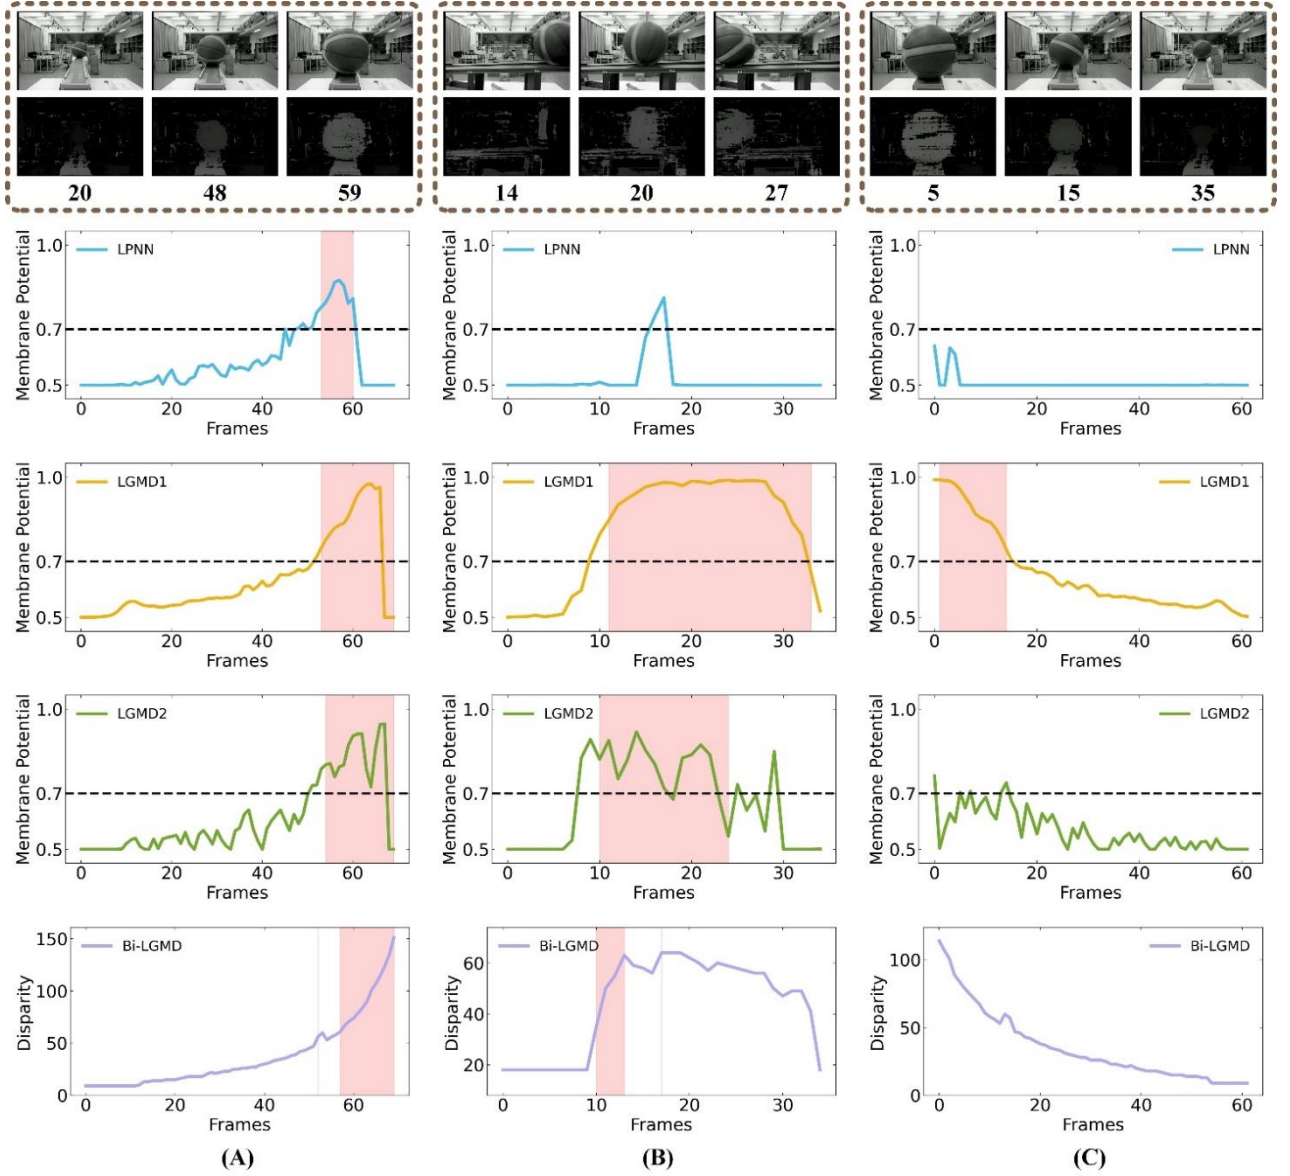 20 48 59
14 20 27
5 15 35
Membrane Potential
1.0
0.7
0.5
LPNN
0 20 40 60
Frames
Membrane Potential
1.0
0.7
0.5
LPNN
0 10 20 30
Frames
Membrane Potential
1.0
0.7
0.5
LPNN
0 20 40 60
Frames
Membrane Potential
1.0
0.7
0.5
LGMD1
0 20 40 60
Frames
Membrane Potential
1.0
0.7
0.5
LGMD1
0 10 20 30
Frames
Membrane Potential
1.0
0.7
0.5
LGMD1
0 20 40 60
Frames
Membrane Potential
1.0
0.7
0.5
LGMD2
0 20 40 60
Frames
Membrane Potential
1.0
0.7
0.5
LGMD2
0 10 20 30
Frames
Membrane Potential
1.0
0.7
0.5
LGMD2
0 20 40 60
Frames
Disparity
150
100
50
0
Bi-LGMD
0 20 40 60
Frames
Disparity
60
40
20
Bi-LGMD
0 10 20 30
Frames
Disparity
100
50
0
Bi-LGMD
0 20 40 60
Frames
(A) (B) (C)